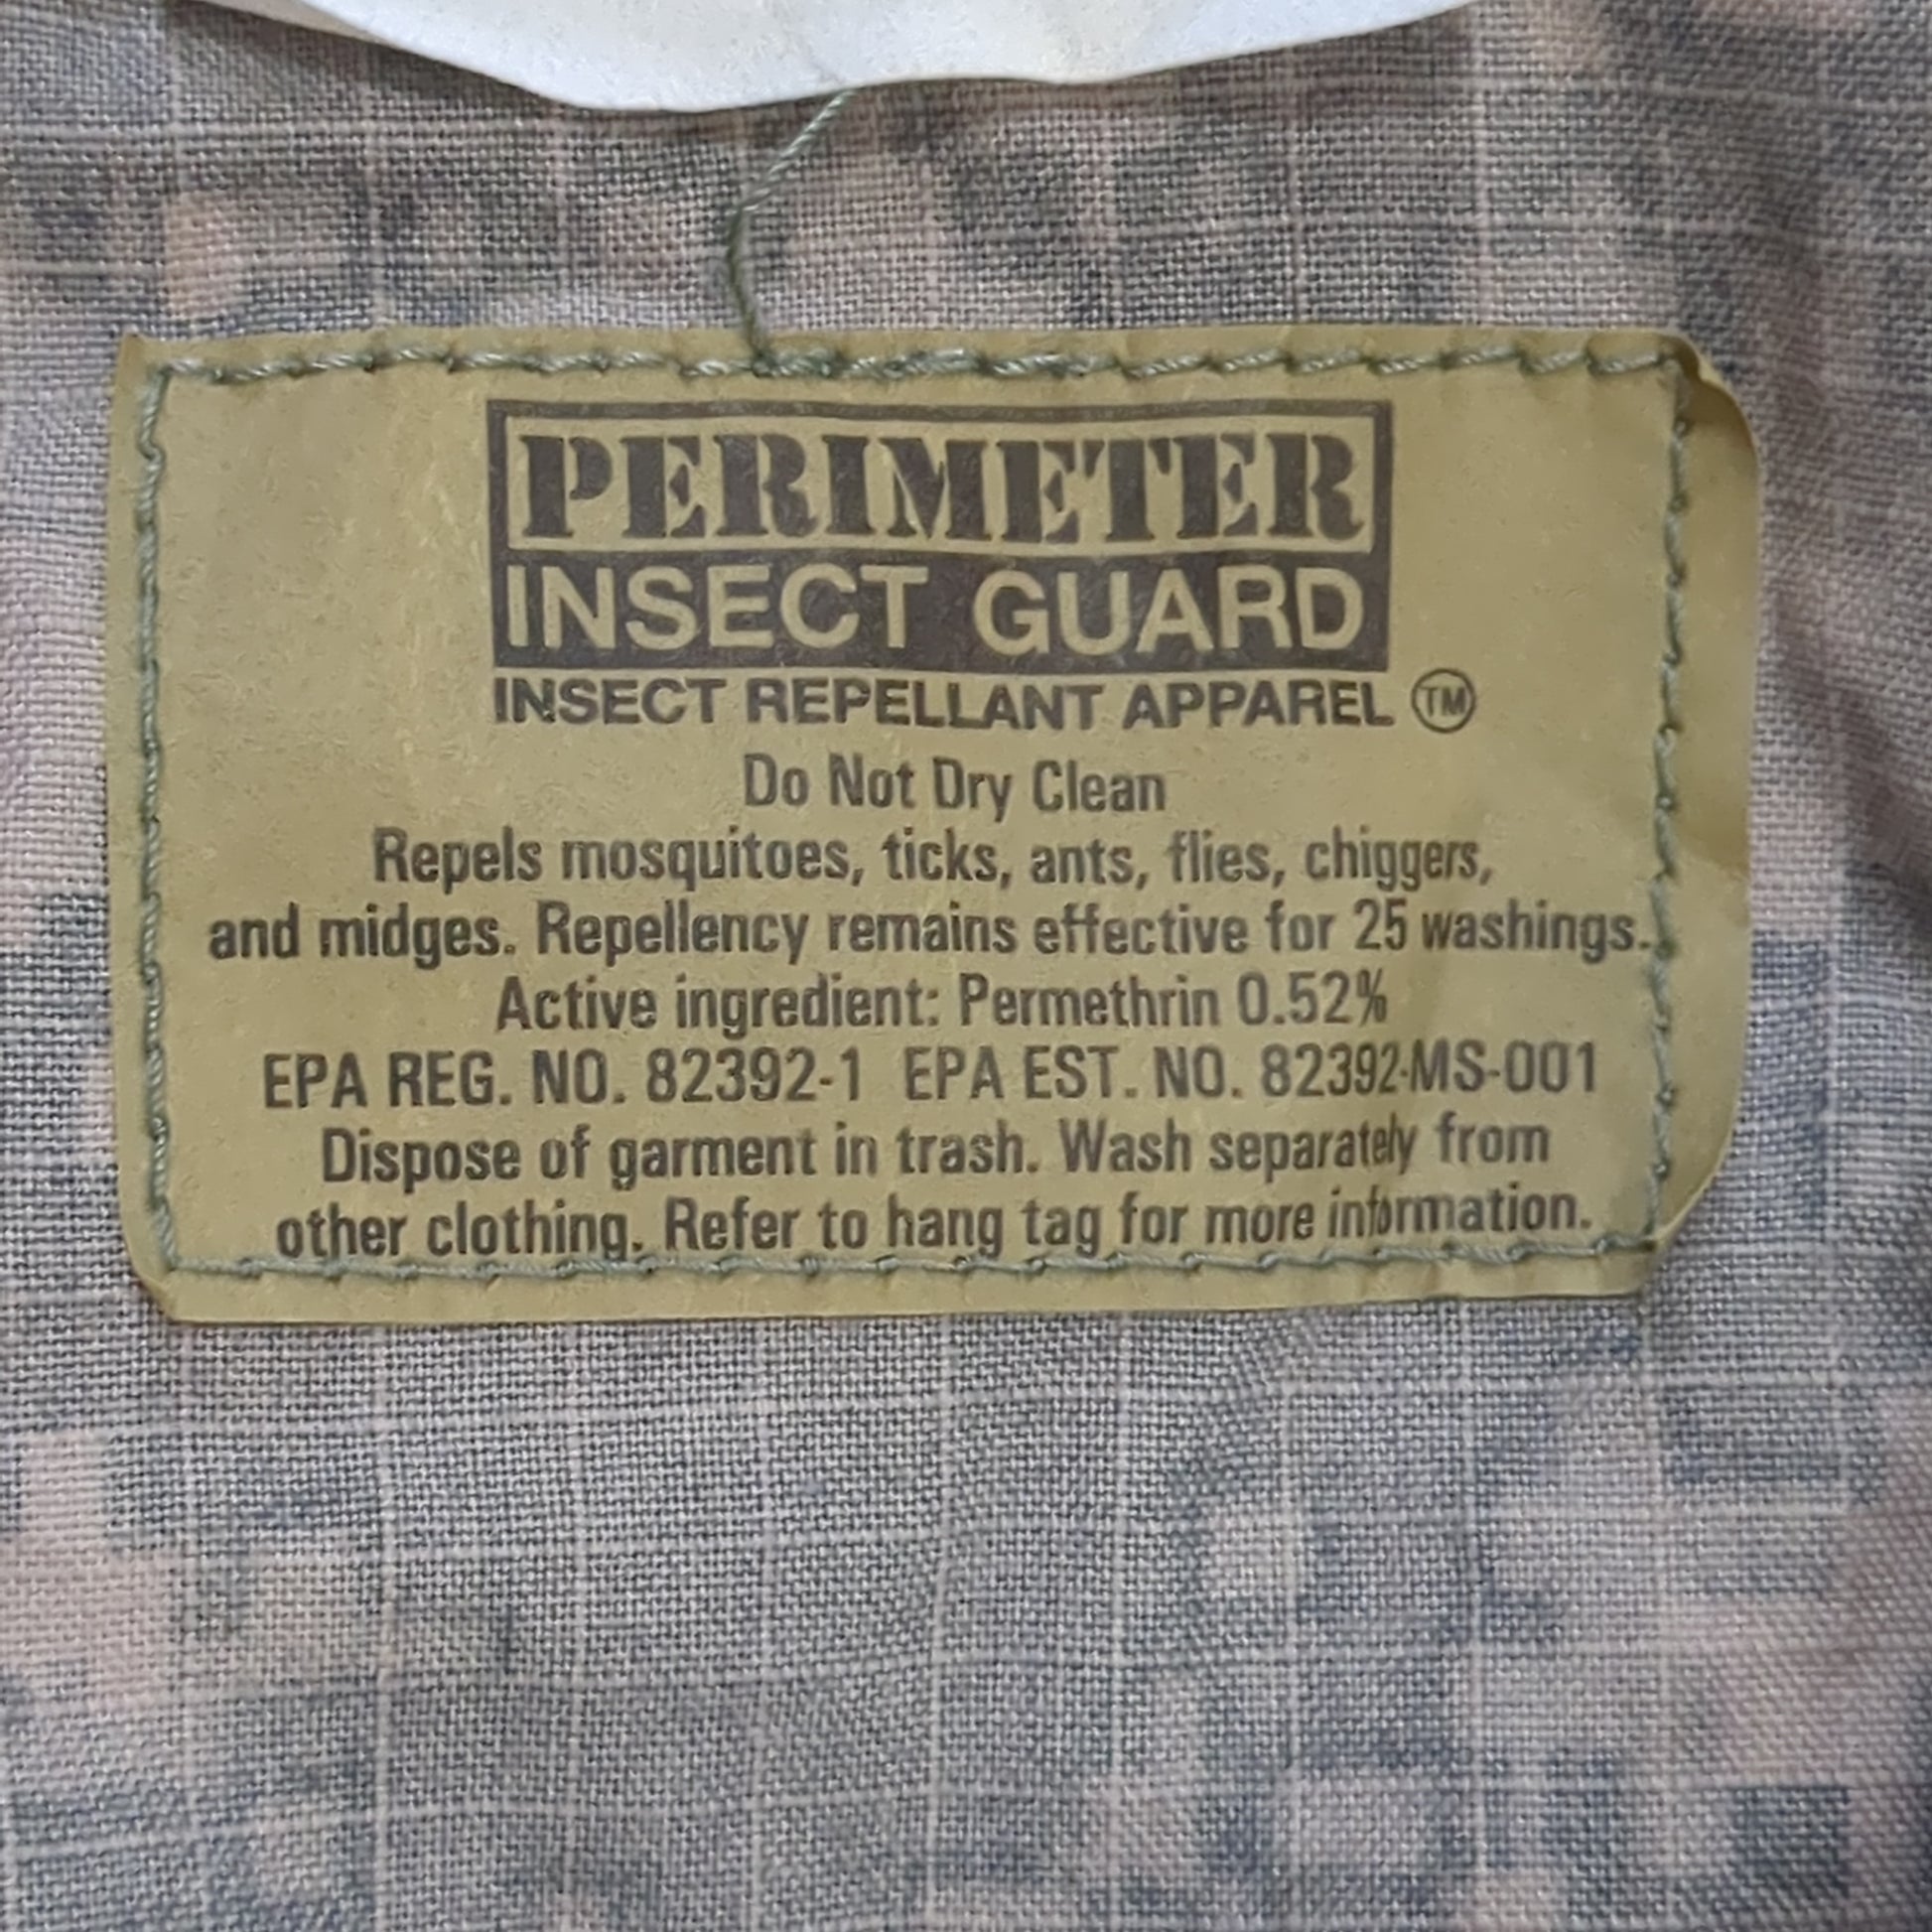 PERIMETER
INSECT GUARD
INSECT REPELLANT APPAREL ™
Do Not Dry Clean
Repels mosquitoes, ticks, ants, flies, chiggers,
and midges. Repellency remains effective for 25 washings.
Active ingredient: Permethrin 0.52%
EPA REG. NO. 82392-1 EPA EST. NO. 82392-MS-001
Dispose of garment in trash. Wash separately from
other clothing. Refer to hang tag for more information.